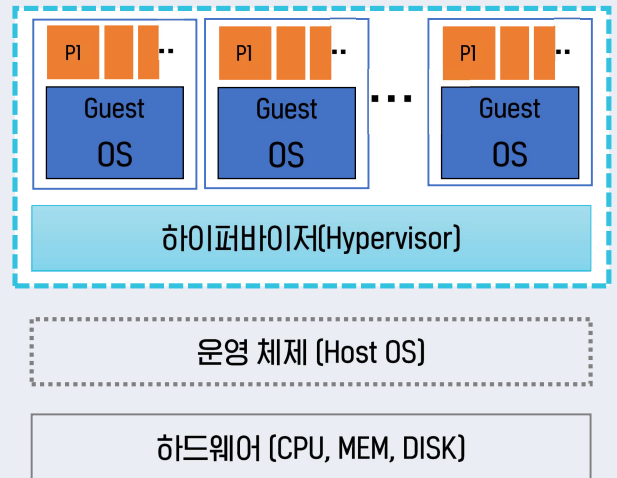 P1 ..
P1 ..
P1 ..
Guest
OS
Guest
OS
...
Guest
OS
하이퍼바이저(Hypervisor)
운영 체제 (Host OS)
하드웨어 (CPU, MEM, DISK)